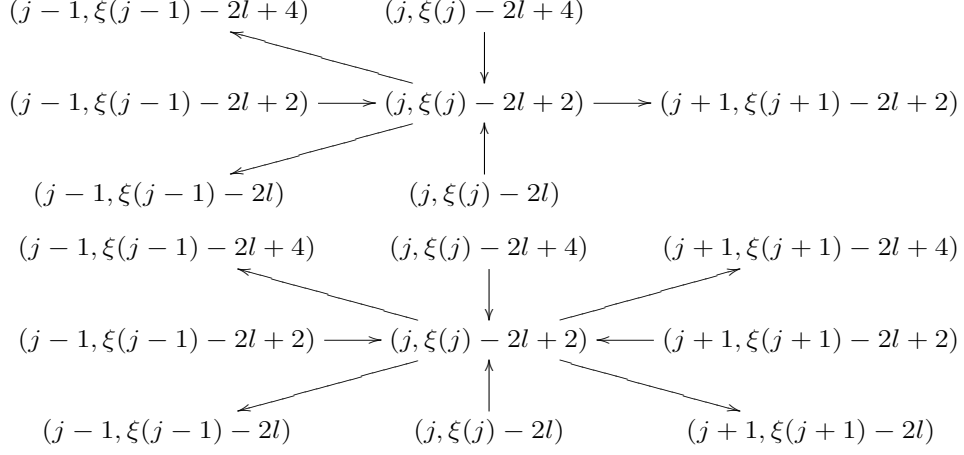 (j − 1, ξ(j − 1) − 2l + 4) (j, ξ(j) − 2l + 4)
(j − 1, ξ(j − 1) − 2l + 2) (j, ξ(j) − 2l + 2) (j + 1, ξ(j + 1) − 2l + 2)
(j − 1, ξ(j − 1) − 2l) (j, ξ(j) − 2l)
(j − 1, ξ(j − 1) − 2l + 4) (j, ξ(j) − 2l + 4) (j + 1, ξ(j + 1) − 2l + 4)
(j − 1, ξ(j − 1) − 2l + 2) (j, ξ(j) − 2l + 2) (j + 1, ξ(j + 1) − 2l + 2)
(j − 1, ξ(j − 1) − 2l) (j, ξ(j) − 2l) (j + 1, ξ(j + 1) − 2l)